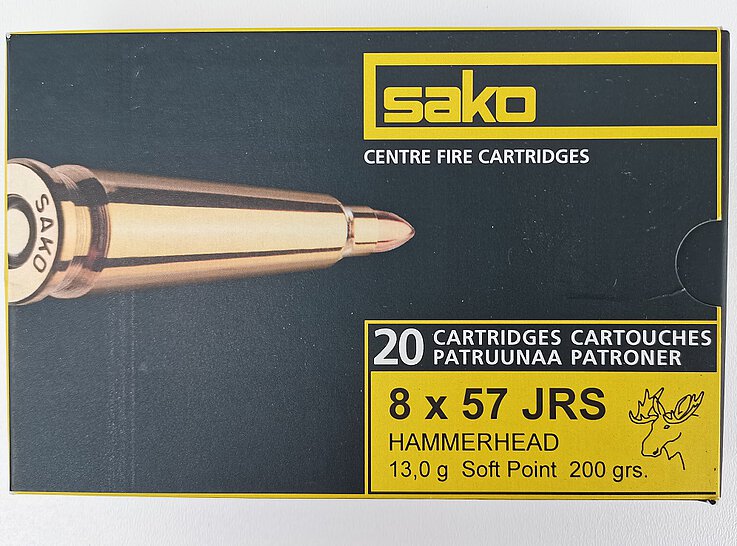 sako
CENTRE FIRE CARTRIDGES
SAKO
20 CARTRIDGES CARTOUCHES
PATRUUNAA PATRONER
8 x 57 JRS
HAMMERHEAD
13,0 g Soft Point 200 grs.